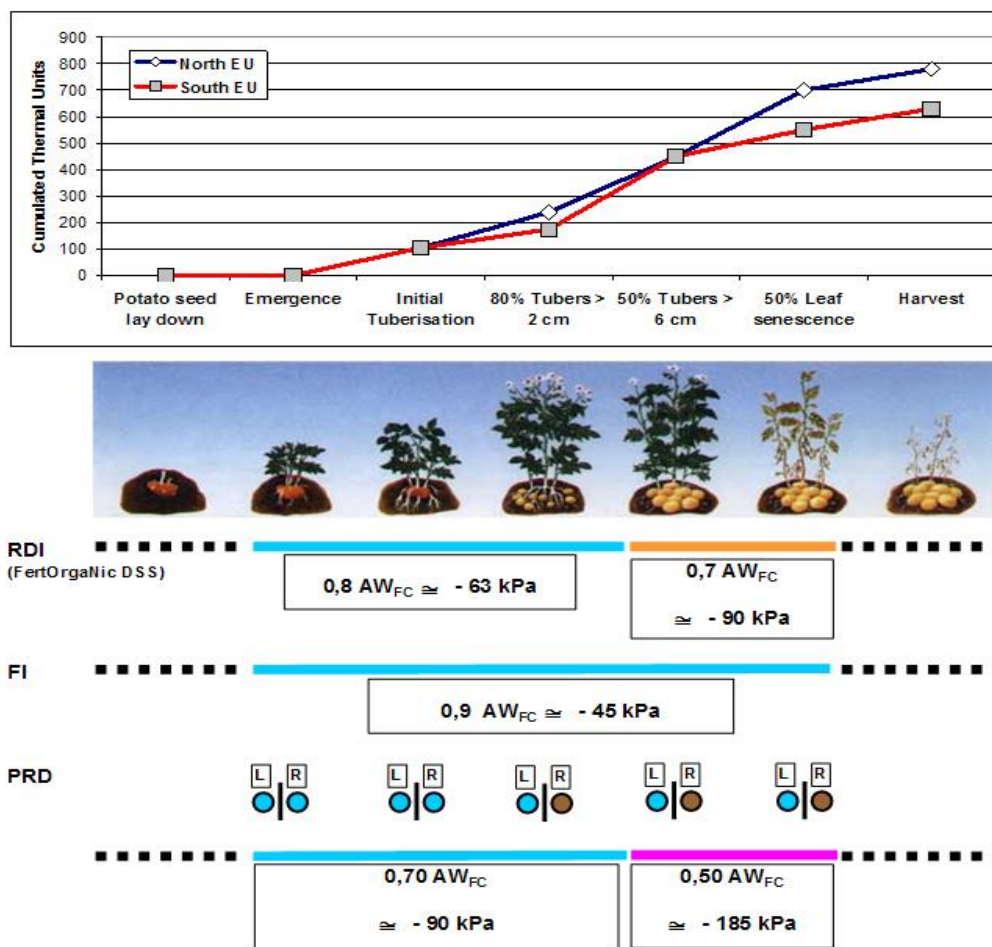 900
800
700
600
500
400
300
200
100
0
Cumulated Thermal Units
North EU
South EU
Potato seed
lay down
Emergence
Initial
Tuberisation
80% Tubers >
2 cm
50% Tubers >
6 cm
50% Leaf
senescence
Harvest
RDI
(FertOrgaNic DSS)
0,8 AWFC ≅ - 63 kPa
0,7 AWFC
≅ - 90 kPa
FI
0,9 AWFC ≅ - 45 kPa
PRD
L R L R L R L R L R
0,70 AWFC
≅ - 90 kPa
0,50 AWFC
≅ - 185 kPa